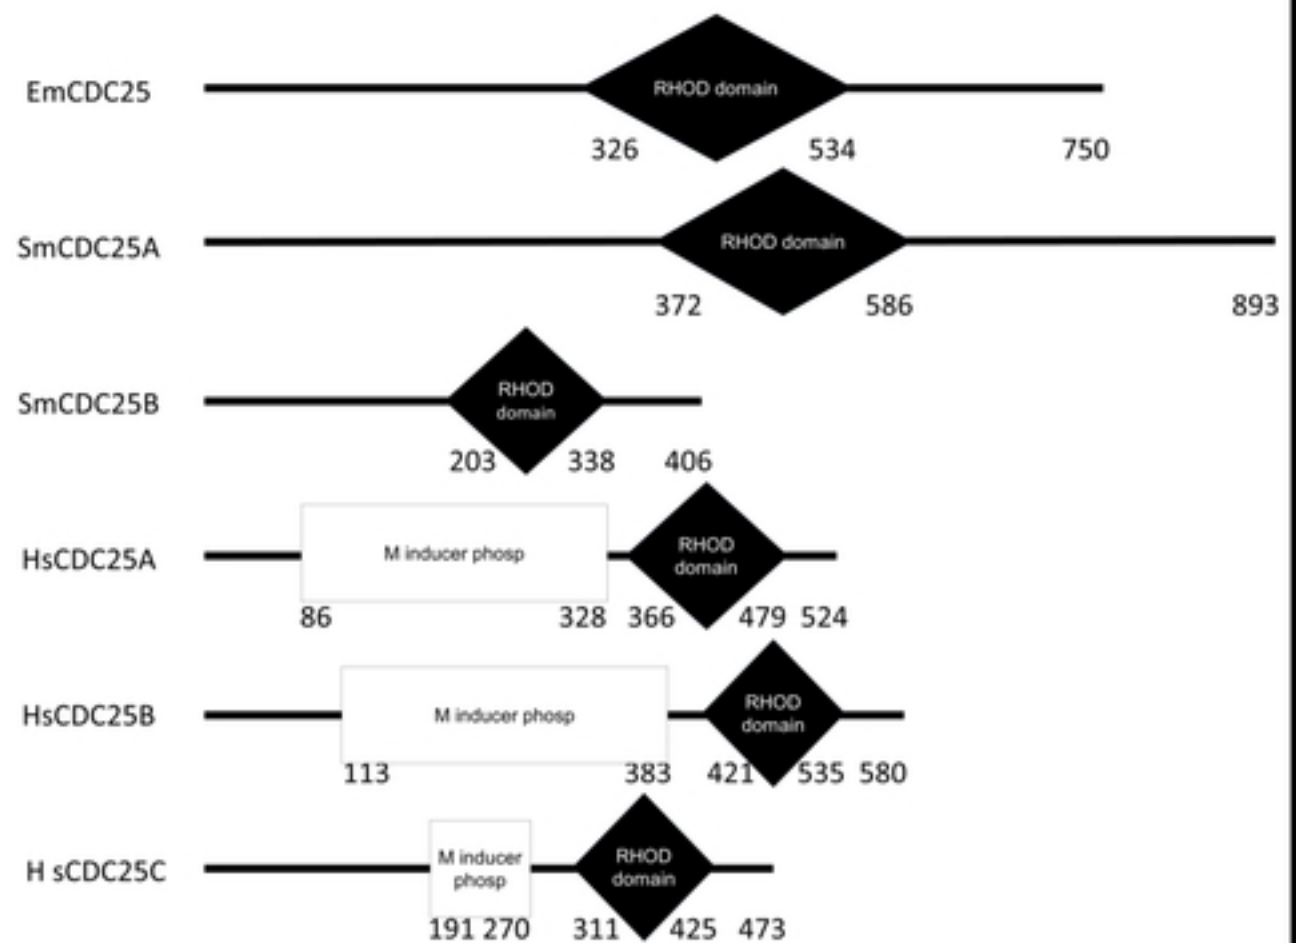 EmCDC25
RHOD domain
326 534 750
SmCDC25A
RHOD domain
372 586 893
SmCDC25B
RHOD
domain
203 338 406
HsCDC25A
M inducer phosp
RHOD
domain
86 328 366 479 524
HsCDC25B
M inducer phosp
RHOD
domain
113 383 421 535 580
H sCDC25C
M inducer
phosp
RHOD
domain
191 270 311 425 473